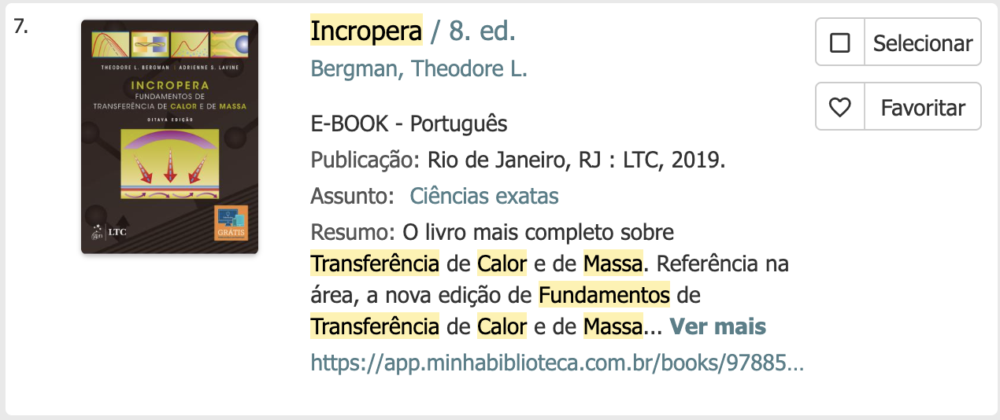 7.
THEODORE L. BERGMAN | ADRIENNE S. LAVINE
INCROPERA
FUNDAMENTOS DE
TRANSFERÊNCIA DE CALOR E DE MASSA
OITAVA EDIÇÃO
LTC
GRÁTIS
Incropera / 8. ed.
Bergman, Theodore L.
E-BOOK - Português
Publicação: Rio de Janeiro, RJ : LTC, 2019.
Assunto: Ciências exatas
Resumo: O livro mais completo sobre
Transferência de Calor e de Massa. Referência na
área, a nova edição de Fundamentos de
Transferência de Calor e de Massa... Ver mais
https://app.minhabiblioteca.com.br/books/97885...
Selecionar
Favoritar